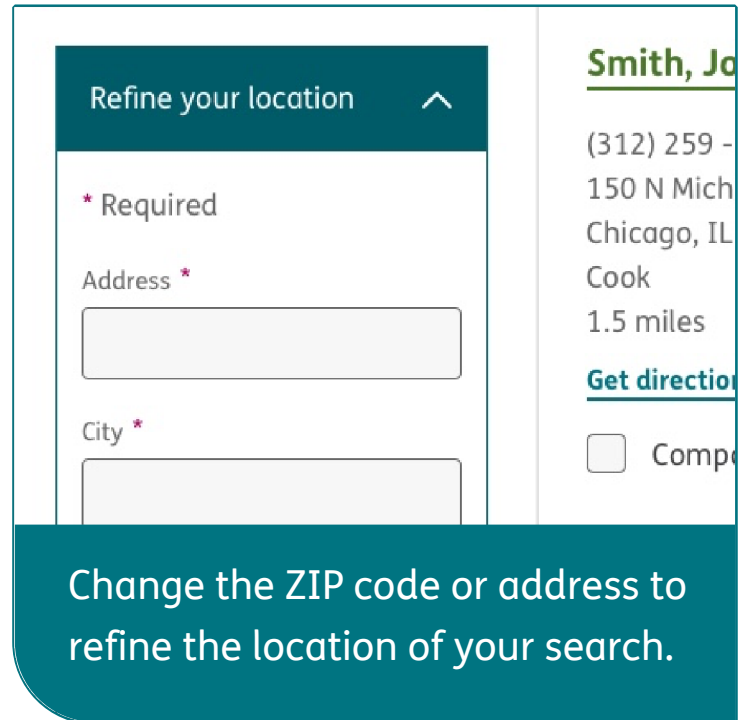 Refine your location
* Required
Address *
City *
Smith, Jo
(312) 259 -
150 N Mich
Chicago, IL
Cook
1.5 miles
Get direction
Comp
Change the ZIP code or address to
refine the location of your search.